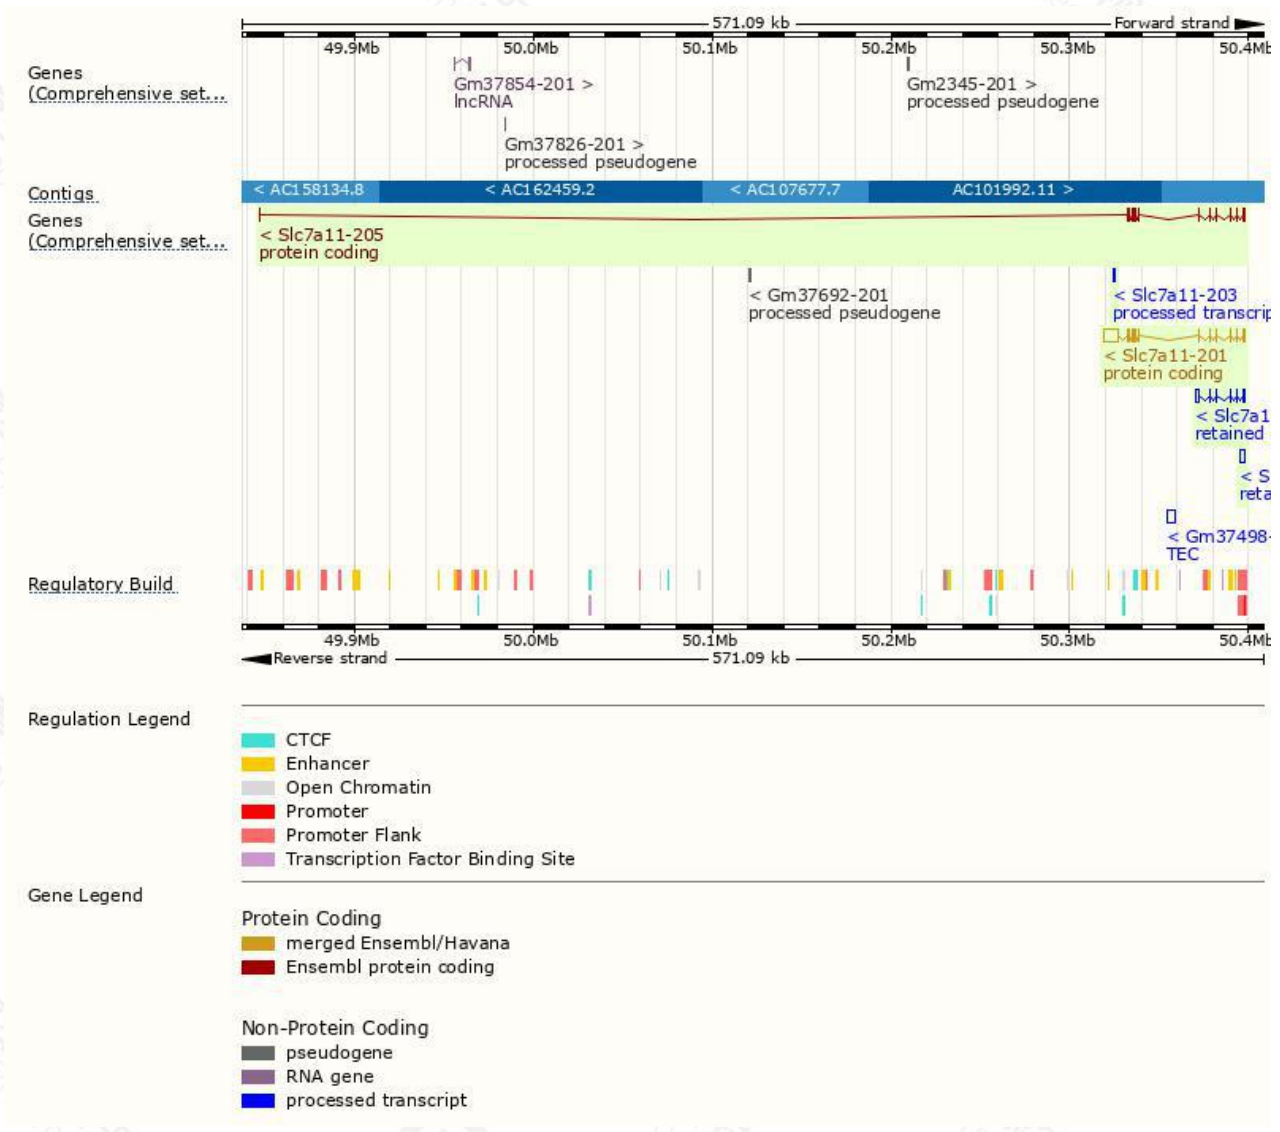 571.09 kb
Forward strand
49.9Mb 50.0Mb 50.1Mb 50.2Mb 50.3Mb 50.4Mb
Genes
(Comprehensive set...
Gm37854-201 >
lncRNA
Gm2345-201 >
processed pseudogene
Gm37826-201 >
processed pseudogene
Contigs
< AC158134.8 < AC162459.2 < AC107677.7 AC101992.11 >
Genes
(Comprehensive set...
< Slc7a11-205
protein coding
< Gm37692-201
processed pseudogene
< Slc7a11-203
processed transcrip
< Slc7a11-201
protein coding
< Slc7a1
retained
< S
reta
< Gm37498-
TEC
Regulatory Build
49.9Mb 50.0Mb 50.1Mb 50.2Mb 50.3Mb 50.4Mb
Reverse strand
571.09 kb
Regulation Legend
CTCF
Enhancer
Open Chromatin
Promoter
Promoter Flank
Transcription Factor Binding Site
Gene Legend
Protein Coding
merged Ensembl/Havana
Ensembl protein coding
Non-Protein Coding
pseudogene
RNA gene
processed transcript